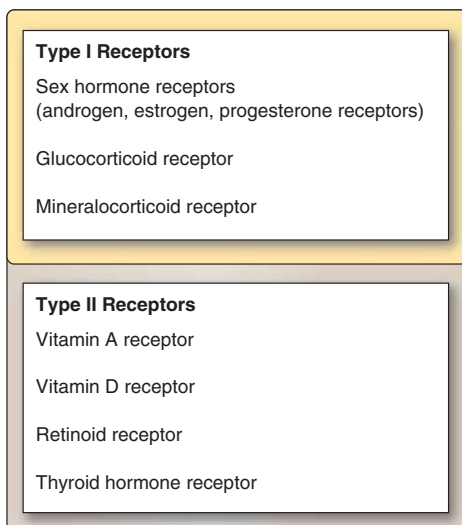 Type I Receptors
Sex hormone receptors
(androgen, estrogen, progesterone receptors)
Glucocorticoid receptor
Mineralocorticoid receptor
Type II Receptors
Vitamin A receptor
Vitamin D receptor
Retinoid receptor
Thyroid hormone receptor